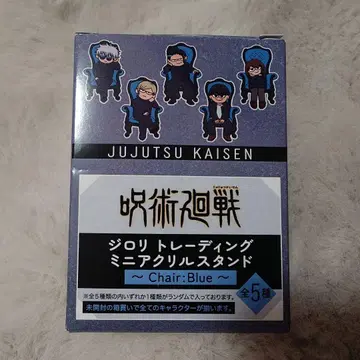 JUJUTSU KAISEN
呪術廻戦
ジロリ トレーディング
ミニアクリルスタンド
～ Chair:Blue ～
全5種
※全5種類の内いずれか1種類がランダムで入っております。
未開封の箱買いで全てのキャラクターが揃います。